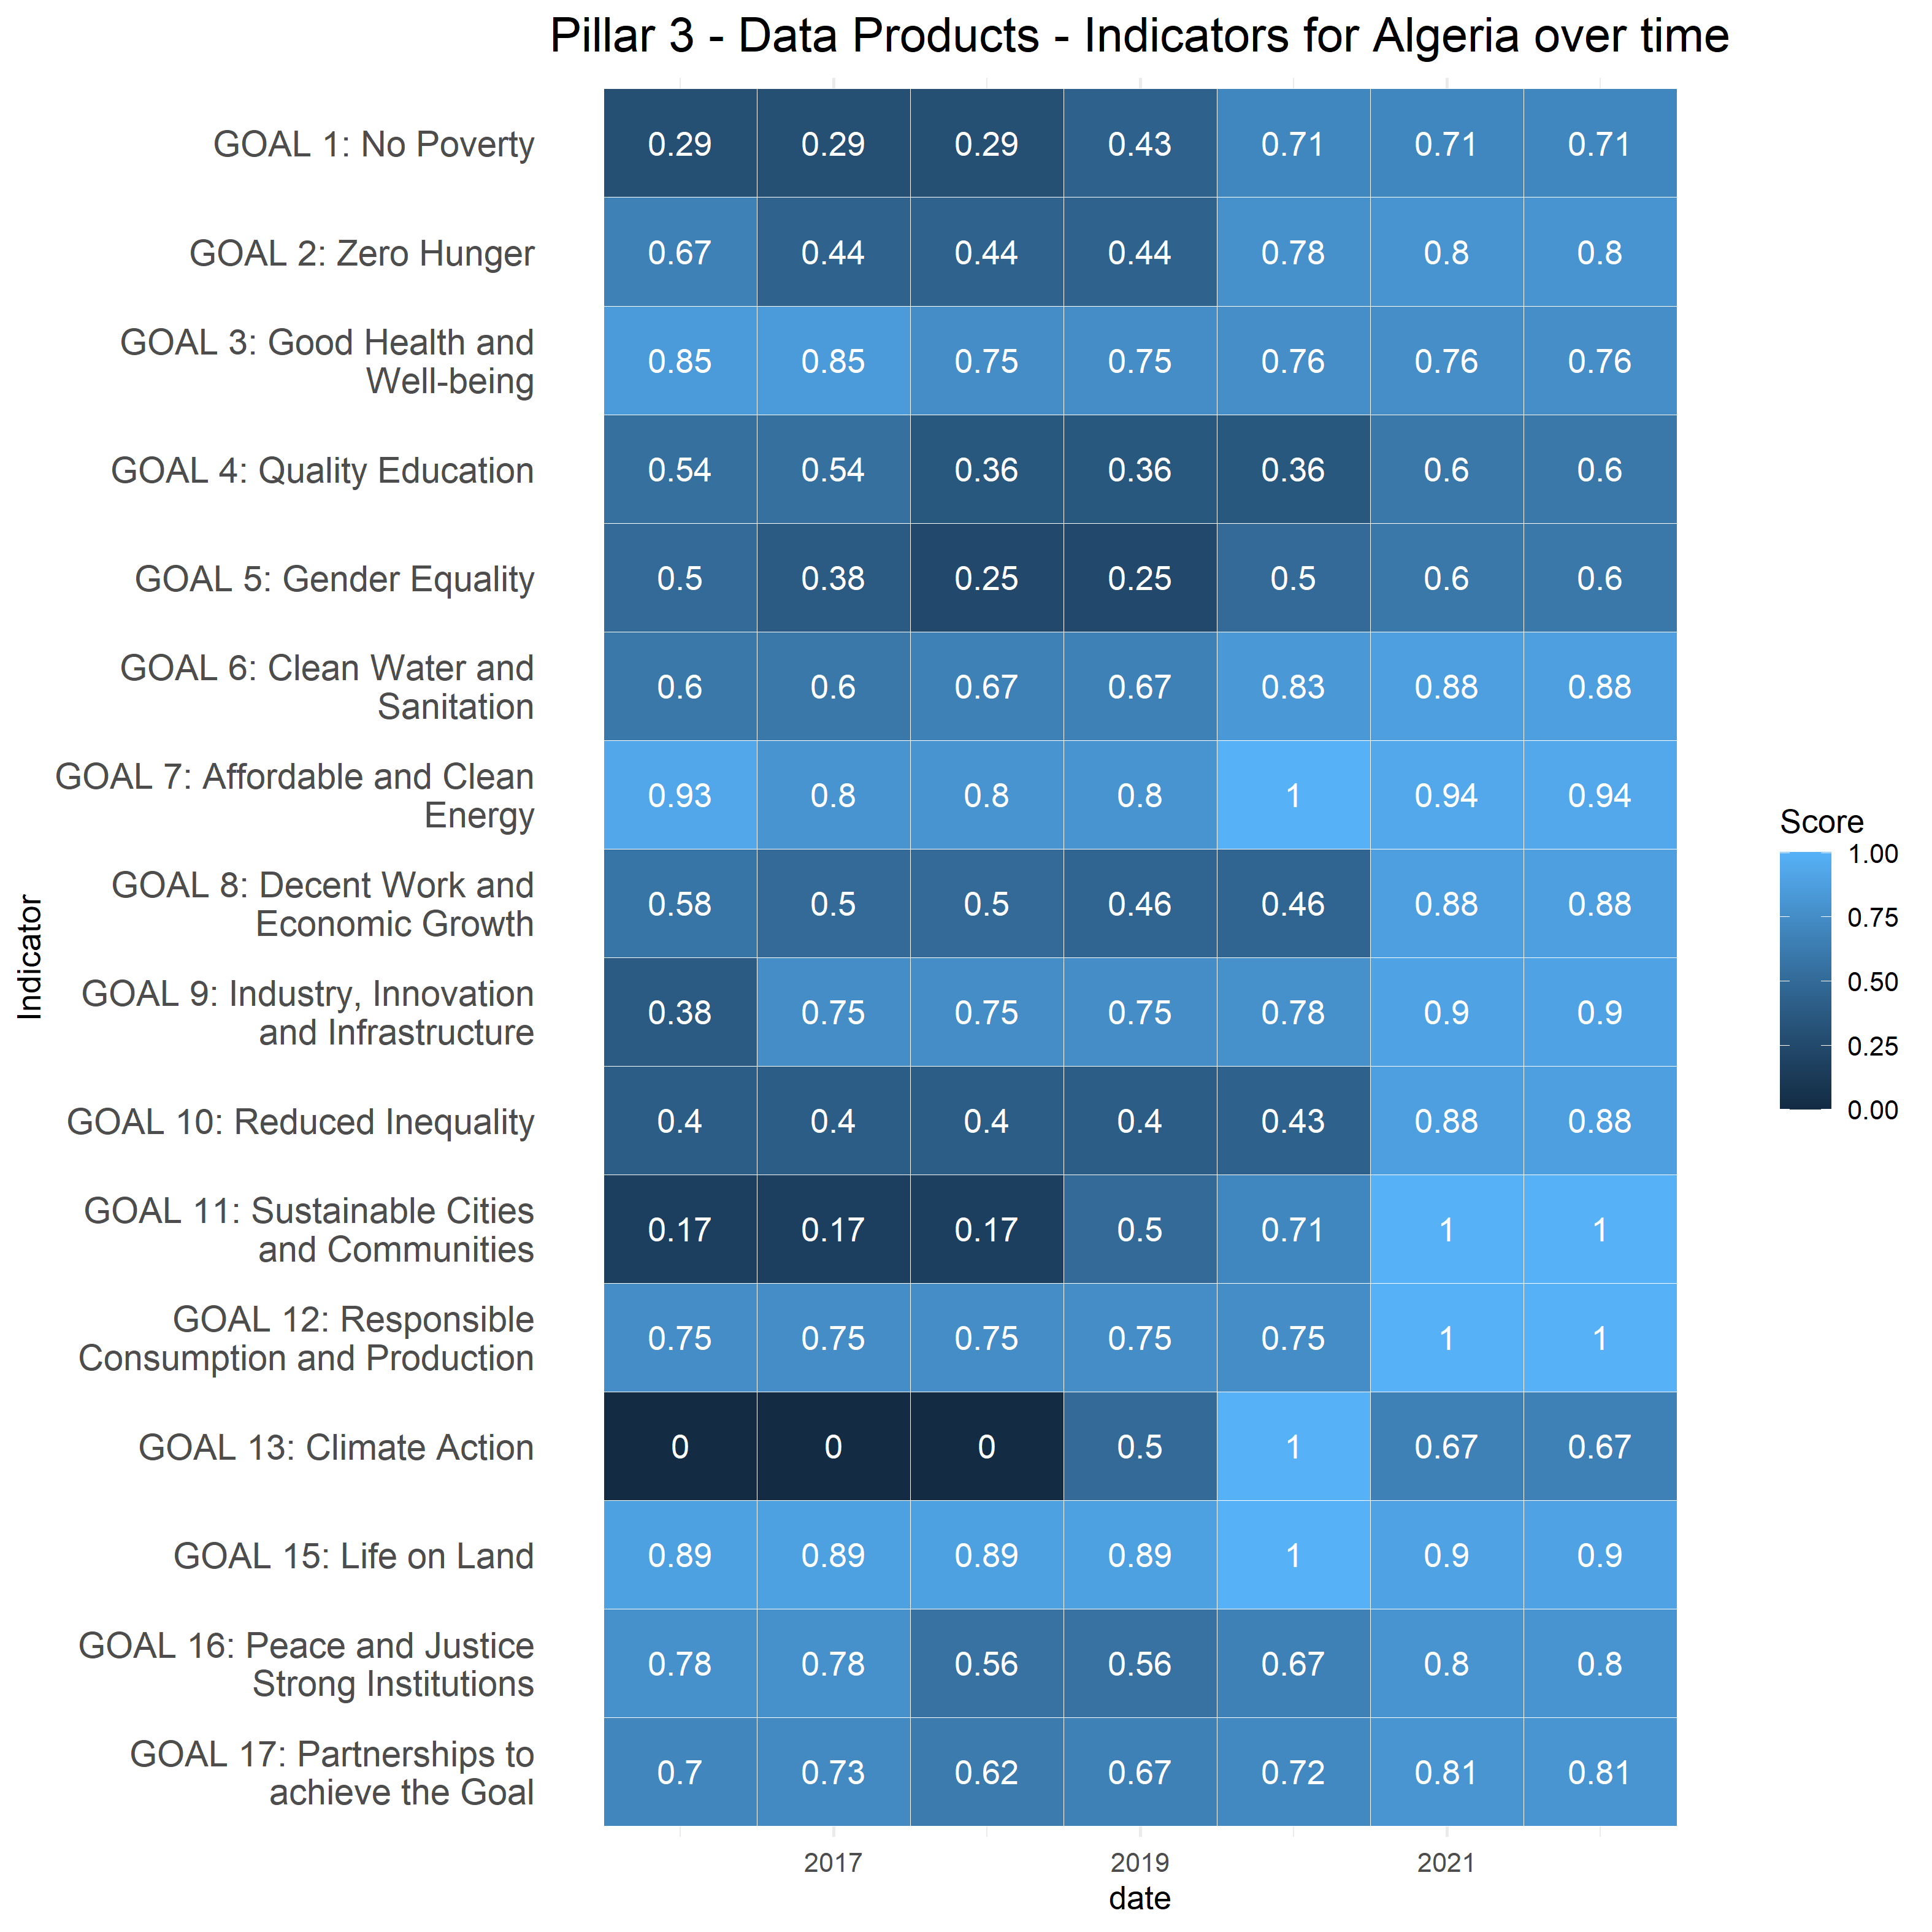 Pillar 3 - Data Products - Indicators for Algeria over time
GOAL 1: No Poverty
0.29 0.29 0.29 0.43 0.71 0.71 0.71
GOAL 2: Zero Hunger
0.67 0.44 0.44 0.44 0.78 0.8 0.8
GOAL 3: Good Health and
Well-being
0.85 0.85 0.75 0.75 0.76 0.76 0.76
GOAL 4: Quality Education
0.54 0.54 0.36 0.36 0.36 0.6 0.6
GOAL 5: Gender Equality
0.5 0.38 0.25 0.25 0.5 0.6 0.6
GOAL 6: Clean Water and
Sanitation
0.6 0.6 0.67 0.67 0.83 0.88 0.88
GOAL 7: Affordable and Clean
Energy
0.93 0.8 0.8 0.8 1 0.94 0.94
GOAL 8: Decent Work and
Economic Growth
0.58 0.5 0.5 0.46 0.46 0.88 0.88
GOAL 9: Industry, Innovation
and Infrastructure
0.38 0.75 0.75 0.75 0.78 0.9 0.9
GOAL 10: Reduced Inequality
0.4 0.4 0.4 0.4 0.43 0.88 0.88
GOAL 11: Sustainable Cities
and Communities
0.17 0.17 0.17 0.5 0.71 1 1
GOAL 12: Responsible
Consumption and Production
0.75 0.75 0.75 0.75 0.75 1 1
GOAL 13: Climate Action
0 0 0 0.5 1 0.67 0.67
GOAL 15: Life on Land
0.89 0.89 0.89 0.89 1 0.9 0.9
GOAL 16: Peace and Justice
Strong Institutions
0.78 0.78 0.56 0.56 0.67 0.8 0.8
GOAL 17: Partnerships to
achieve the Goal
0.7 0.73 0.62 0.67 0.72 0.81 0.81
2017 2019 2021
date
Indicator
Score
1.00
0.75
0.50
0.25
0.00